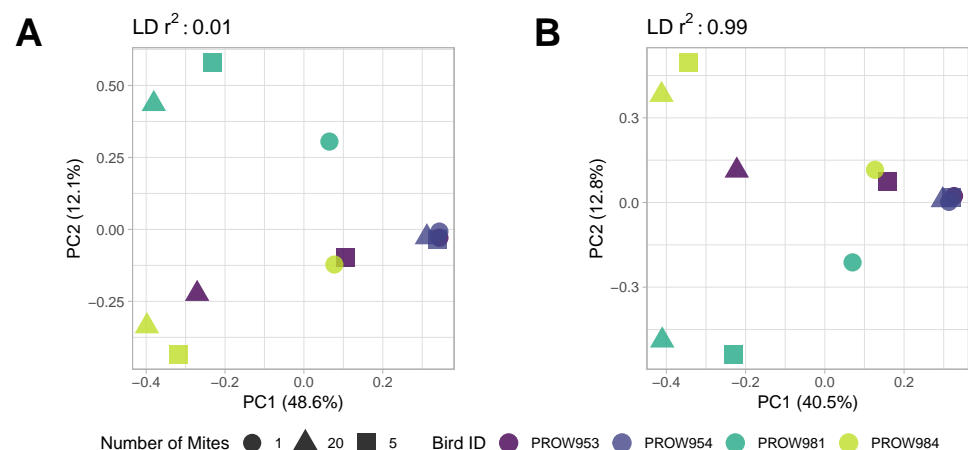 A
LD r²: 0.01
PC2 (12.1%)
0.50
0.25
0.00
−0.25
−0.4
−0.2
0.0
0.2
PC1 (48.6%)
B
LD r²: 0.99
PC2 (12.8%)
0.3
0.0
−0.3
−0.4
−0.2
0.0
0.2
PC1 (40.5%)
Number of Mites 1 20 5 Bird ID PROW953 PROW954 PROW981 PROW984